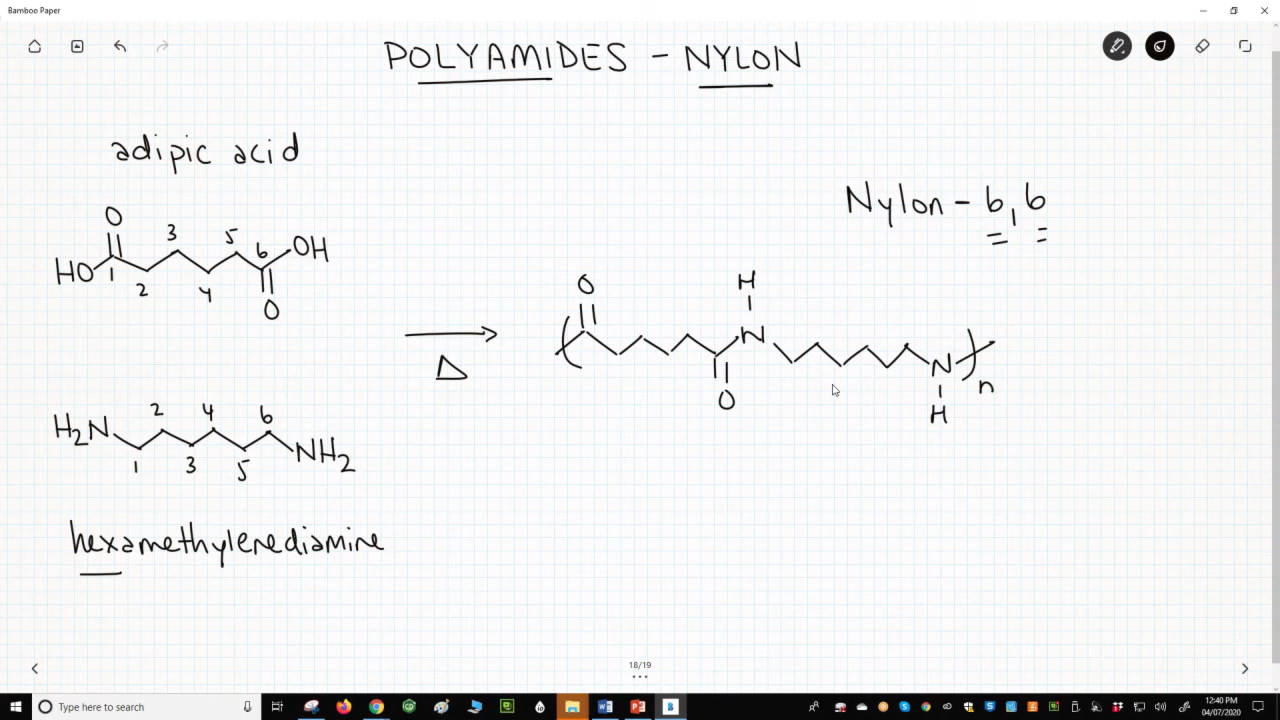 Bamboo Paper
POLYAMIDES - NYLON
adipic acid
Nylon - 6,6
O
HO
OH
O
1
2
3
4
5
6
O
H
N
O
N
H
n
Δ
H2N
NH2
1
2
3
4
5
6
hexamethylenediamine
18/19
Type here to search
12:40 PM
04/07/2020